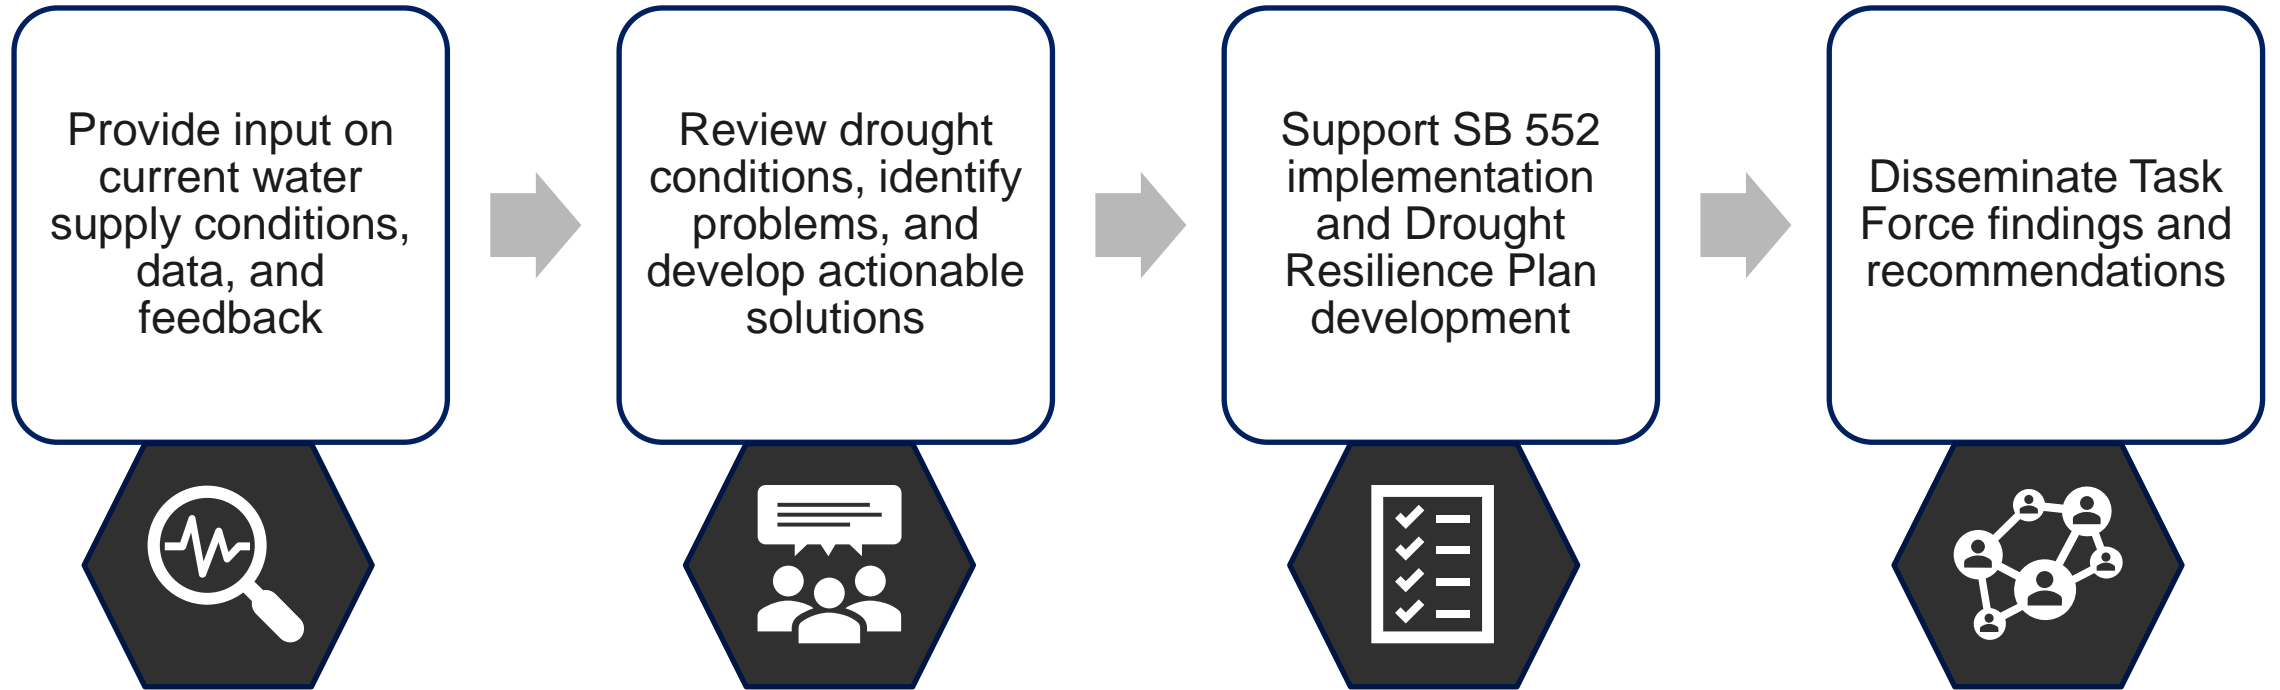 Provide input on
current water
supply conditions,
data, and
feedback
Review drought
conditions, identify
problems, and
develop actionable
solutions
Support SB 552
implementation
and Drought
Resilience Plan
development
Disseminate Task
Force findings and
recommendations